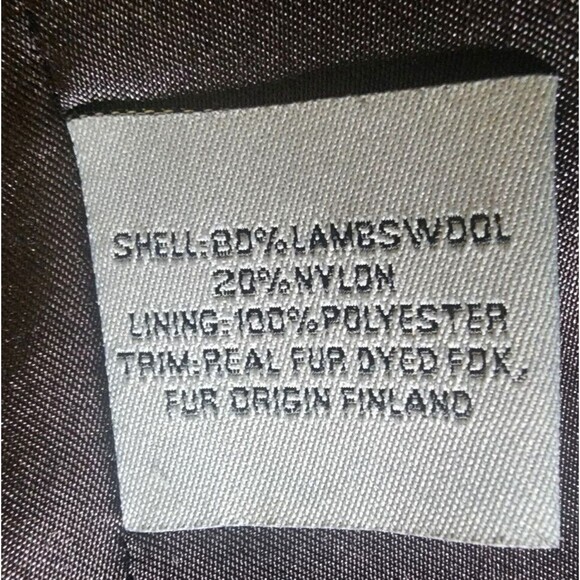 SHELL:80%LAMBSWOOL
20%NYLON
LINING:100%POLYESTER
TRIM:REAL FUR DYED FOX,
FUR ORIGIN FINLAND